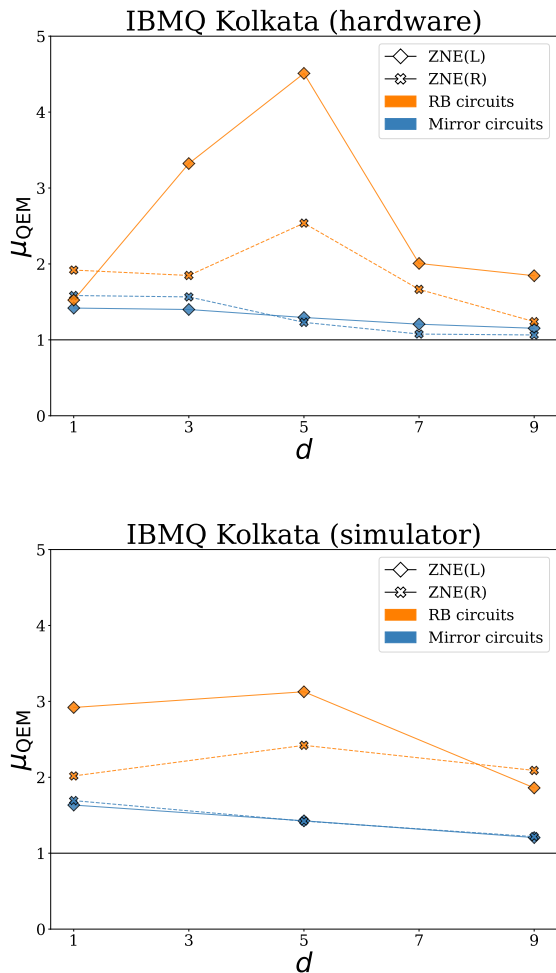 IBMQ Kolkata (hardware)
5
4
3
2
1
0
μQEM
ZNE(L)
ZNE(R)
RB circuits
Mirror circuits
1 3 5 7 9
d
IBMQ Kolkata (simulator)
5
4
3
2
1
0
μQEM
ZNE(L)
ZNE(R)
RB circuits
Mirror circuits
1 3 5 7 9
d